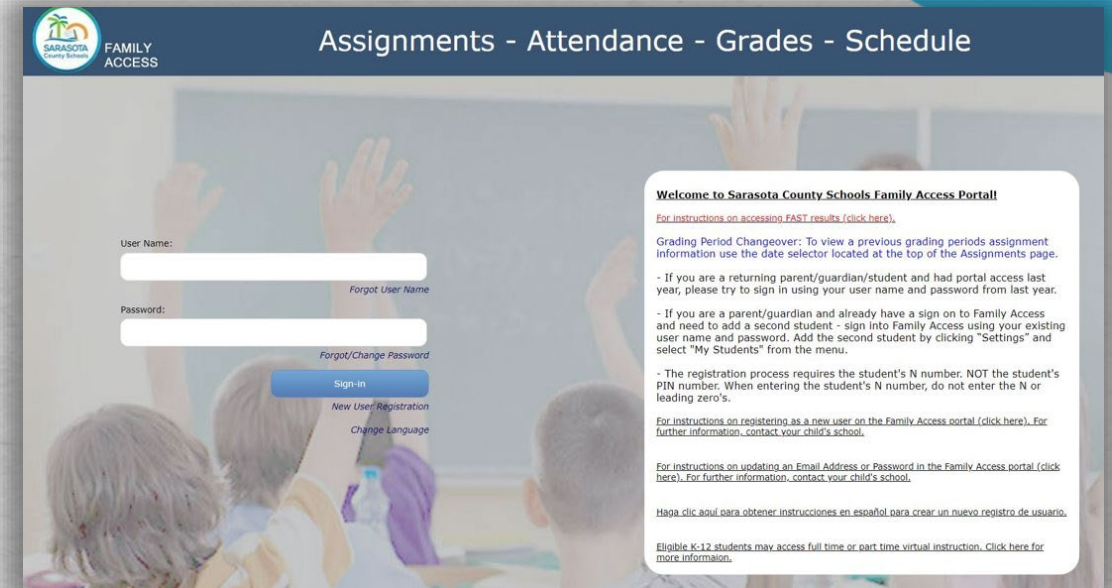 SARASOTA
County Schools
FAMILY
ACCESS
Assignments - Attendance - Grades - Schedule
User Name:
Forgot User Name
Password:
Forgot/Change Password
Sign-in
New User Registration
Change Language
Welcome to Sarasota County Schools Family Access Portal!
For instructions on accessing FAST results (click here).
Grading Period Changeover: To view a previous grading periods assignment
information use the date selector located at the top of the Assignments page.
- If you are a returning parent/guardian/student and had portal access last
year, please try to sign in using your user name and password from last year.
- If you are a parent/guardian and already have a sign on to Family Access
and need to add a second student - sign into Family Access using your existing
user name and password. Add the second student by clicking "Settings" and
select "My Students" from the menu.
- The registration process requires the student's N number. NOT the student's
PIN number. When entering the student's N number, do not enter the N or
leading zero's.
For instructions on registering as a new user on the Family Access portal (click here). For
further information, contact your child's school.
For instructions on updating an Email Address or Password in the Family Access portal (click
here). For further information, contact your child's school.
Haga clic aquí para obtener instrucciones en español para crear un nuevo registro de usuario.
Eligible K-12 students may access full time or part time virtual instruction. Click here for
more informaion.